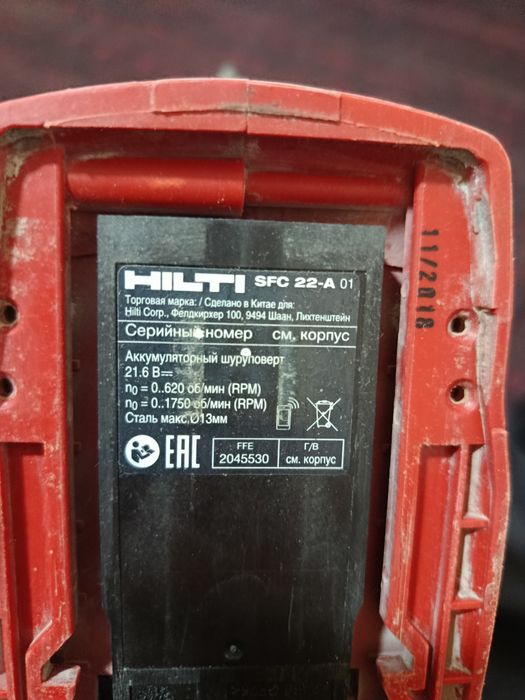 HILTI SFC 22-A 01
Торговая марка: / Сделано в Китае для:
Hilti Corp., Фелдкирхер 100, 9494 Шаан, Лихтенштейн
Серийный номер см. корпус
Аккумуляторный шуруповерт
21.6 В
n0 = 0..620 об/мин (RPM)
n0 = 0..1750 об/мин (RPM)
Сталь макс.Ø13мм
EAC
FFE
2045530
Г/В
см. корпус
11/2018